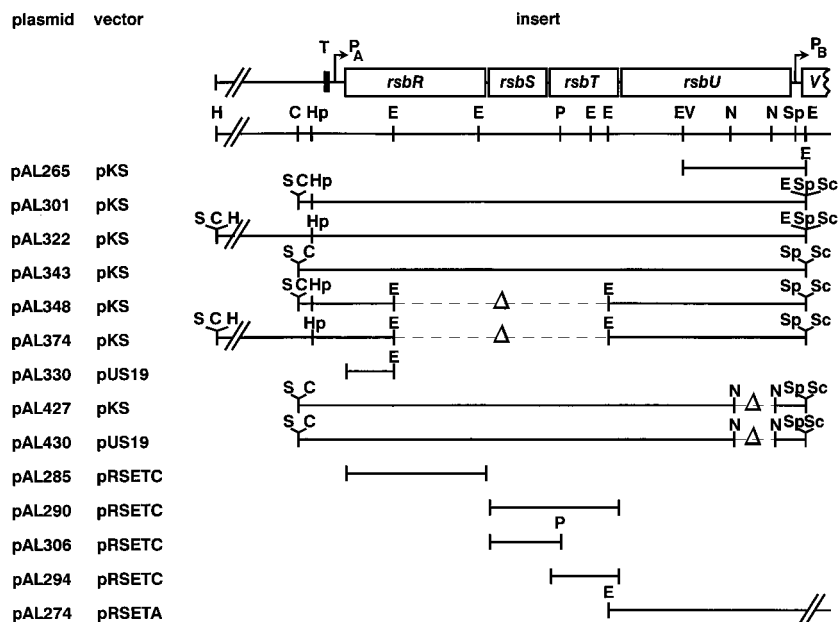 plasmid vector insert
T P_A P_B
rsbR rsbS rsbT rsbU V
H C Hp E E P E E EV N N Sp E
E
pAL265 pKS
S C Hp E Sp Sc
pAL301 pKS
S C H Hp E Sp Sc
pAL322 pKS
S C Sp Sc
pAL343 pKS
S C Hp E Δ E Sp Sc
pAL348 pKS
S C H Hp E Δ E Sp Sc
pAL374 pKS
E
pAL330 pUS19
S C N Δ N Sp Sc
pAL427 pKS
S C N Δ N Sp Sc
pAL430 pUS19
pAL285 pRSETC
pAL290 pRSETC
P
pAL306 pRSETC
pAL294 pRSETC
E
pAL274 pRSETA